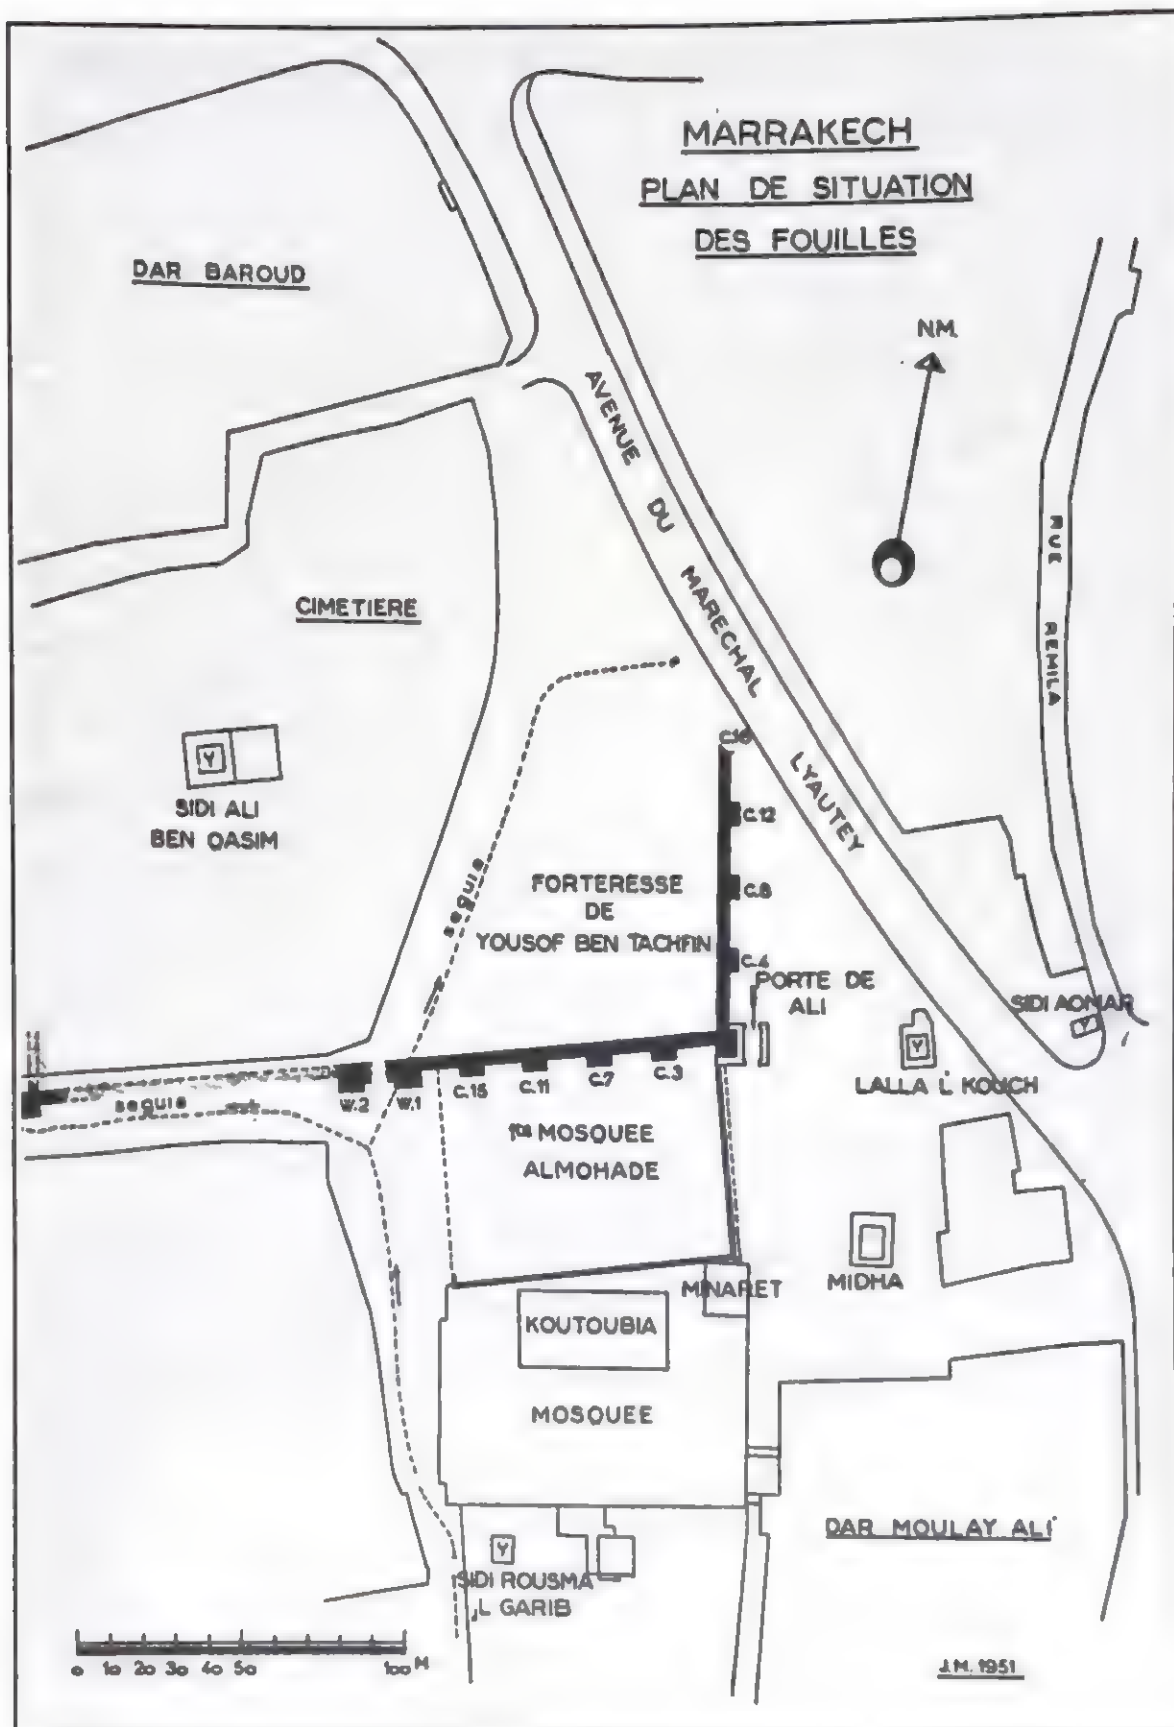 MARRAKECH
PLAN DE SITUATION
DES FOUILLES
DAR BAROUD
N.M.
AVENUE DU MARECHAL LYAUTEY
RUE REMILA
CIMETIERE
SIDI ALI
BEN QASIM
seguia
FORTERESSE
DE
YOUSOF BEN TACHFIN
C.16
C.12
C.8
C.4
PORTE DE
ALI
SIDI AOMAR
LALLA L KOUCH
seguia
W.2
W.1
C.15
C.11
C.7
C.3
1re MOSQUEE
ALMOHADE
MINARET
MIDHA
KOUTOUBIA
MOSQUEE
DAR MOULAY ALI
SIDI ROUSMA
L GARIB
0 10 20 30 40 50 100 M
J.M. 1951